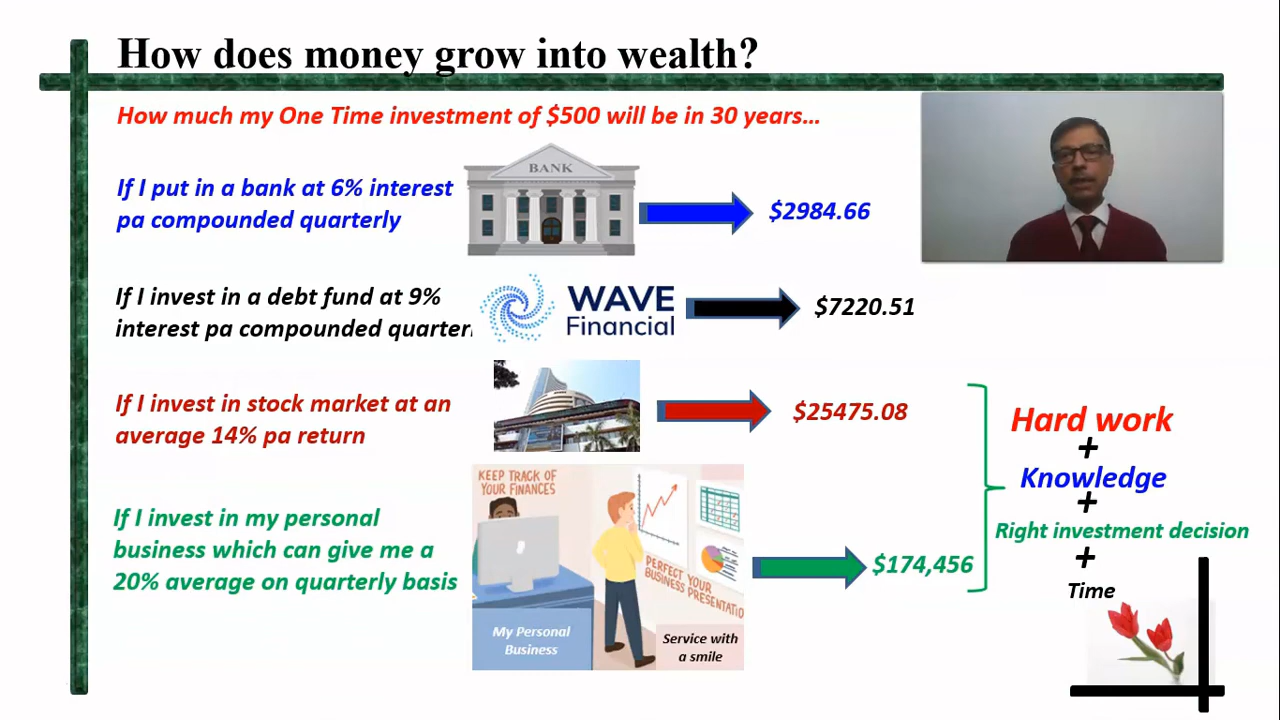 How does money grow into wealth?
How much my One Time investment of $500 will be in 30 years...
If I put in a bank at 6% interest
pa compounded quarterly
BANK
$2984.66
If I invest in a debt fund at 9%
interest pa compounded quarter
WAVE
Financial
$7220.51
If I invest in stock market at an
average 14% pa return
$25475.08
If I invest in my personal
business which can give me a
20% average on quarterly basis
KEEP TRACK OF
YOUR FINANCES
PERFECT YOUR
BUSINESS PRESENTATIO
My Personal
Business
Service with
a smile
$174,456
Hard work
+
Knowledge
+
Right investment decision
+
Time